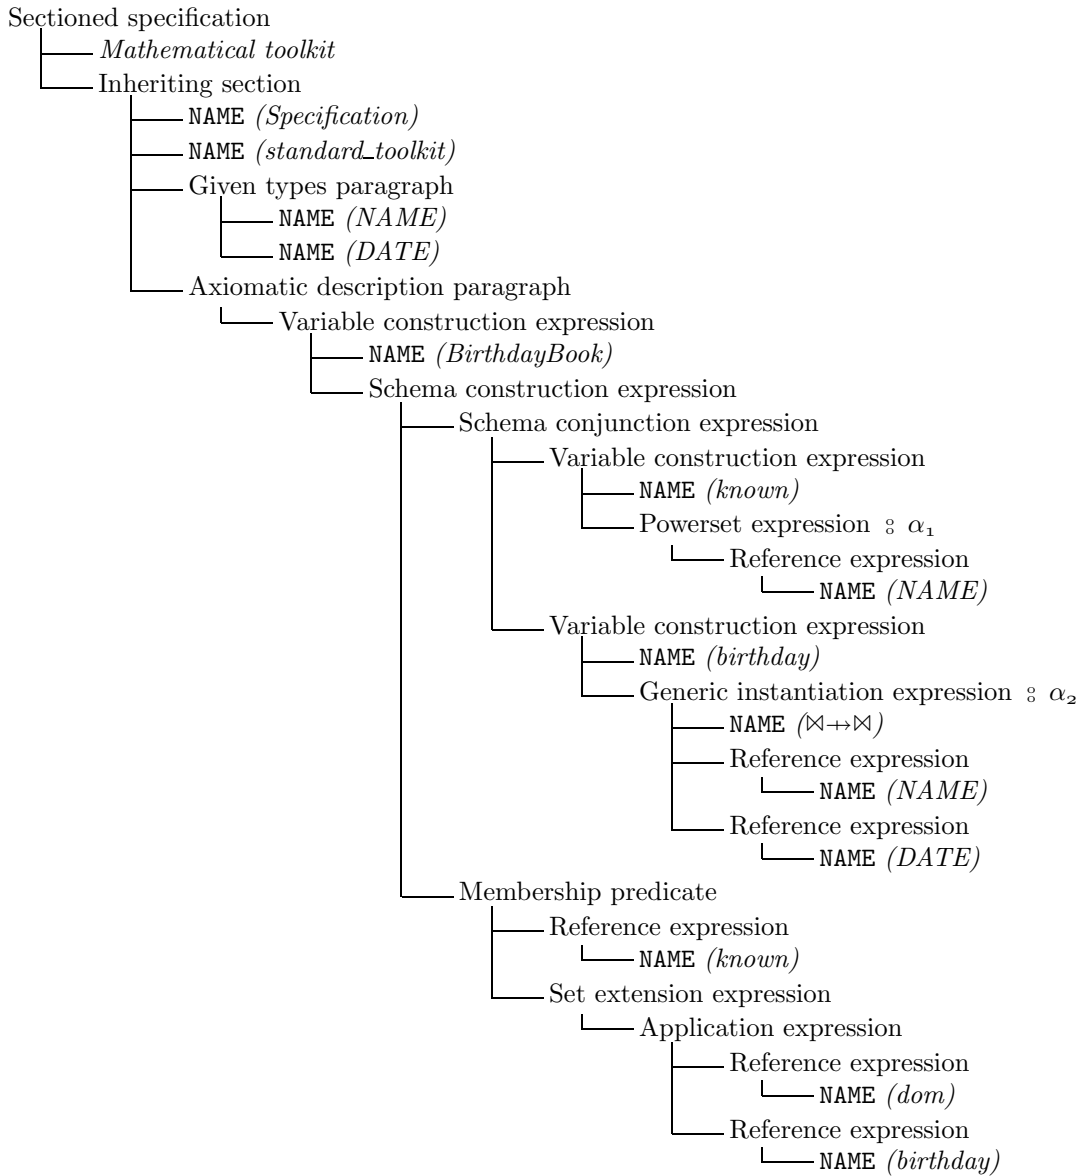 Sectioned specification
Mathematical toolkit
Inheriting section
NAME (Specification)
NAME (standard_toolkit)
Given types paragraph
NAME (NAME)
NAME (DATE)
Axiomatic description paragraph
Variable construction expression
NAME (BirthdayBook)
Schema construction expression
Schema conjunction expression
Variable construction expression
NAME (known)
Powerset expression ⦂ α₁
Reference expression
NAME (NAME)
Variable construction expression
NAME (birthday)
Generic instantiation expression ⦂ α₂
NAME (⋈⇸⋈)
Reference expression
NAME (NAME)
Reference expression
NAME (DATE)
Membership predicate
Reference expression
NAME (known)
Set extension expression
Application expression
Reference expression
NAME (dom)
Reference expression
NAME (birthday)